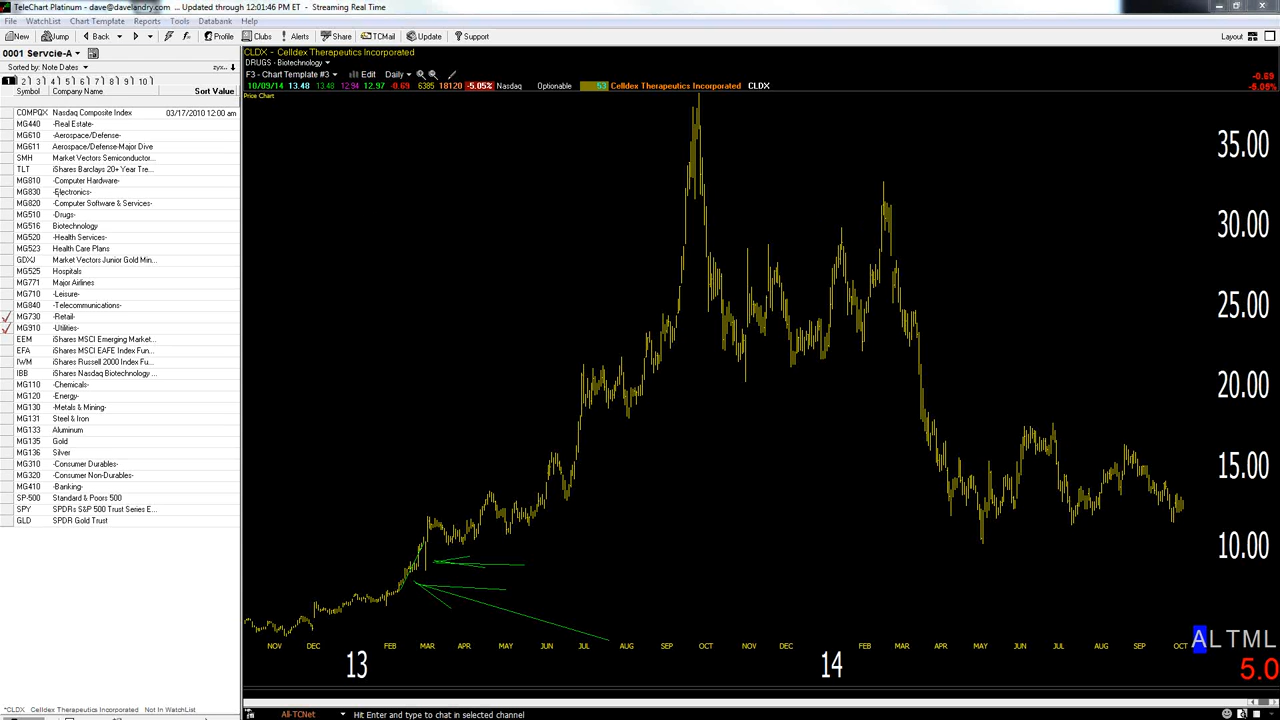 TeleChart Platinum - dave@davelandry.com ... Updated through 12:01:46 PM ET - Streaming Real Time
File WatchList Chart Template Reports Tools Databank Help
New Jump Back Profile Clubs Alerts Share TCMail Update Support Layout
0001 Servcie-A
Sorted by: Note Dates zyx..
1 2 3 4 5 6 7 8 9 10
Symbol Company Name Sort Value
COMPQX Nasdaq Composite Index 03/17/2010 12:00 am
MG440 -Real Estate-
MG610 -Aerospace/Defense-
MG611 Aerospace/Defense-Major Dive
SMH Market Vectors Semiconductor...
TLT iShares Barclays 20+ Year Tre...
MG810 -Computer Hardware-
MG830 -Electronics-
MG820 -Computer Software & Services-
MG510 -Drugs-
MG516 Biotechnology
MG520 -Health Services-
MG523 Health Care Plans
GDXJ Market Vectors Junior Gold Min...
MG525 Hospitals
MG771 Major Airlines
MG710 -Leisure-
MG840 -Telecommunications-
MG730 -Retail-
MG910 -Utilities-
EEM iShares MSCI Emerging Market...
EFA iShares MSCI EAFE Index Fun...
IWM iShares Russell 2000 Index Fu...
IBB iShares Nasdaq Biotechnology ...
MG110 -Chemicals-
MG120 -Energy-
MG130 -Metals & Mining-
MG131 Steel & Iron
MG133 Aluminum
MG135 Gold
MG136 Silver
MG310 -Consumer Durables-
MG320 -Consumer Non-Durables-
MG410 -Banking-
SP-500 Standard & Poors 500
SPY SPDRs S&P 500 Trust Series E...
GLD SPDR Gold Trust
*CLDX Celldex Therapeutics Incorporated Not In WatchList
CLDX - Celldex Therapeutics Incorporated
DRUGS - Biotechnology
F3 - Chart Template #3 Edit Daily
10/09/14 13.48 13.48 12.94 12.97 -0.69 6385 18120 -5.05% Nasdaq Optionable 53 Celldex Therapeutics Incorporated CLDX
-0.69
-5.05%
Price Chart
35.00
30.00
25.00
20.00
15.00
10.00
NOV DEC FEB MAR APR MAY JUN JUL AUG SEP OCT NOV DEC FEB MAR APR MAY JUN JUL AUG SEP OCT
13 14
ALTML
5.0
All-TCNet Hit Enter and type to chat in selected channel